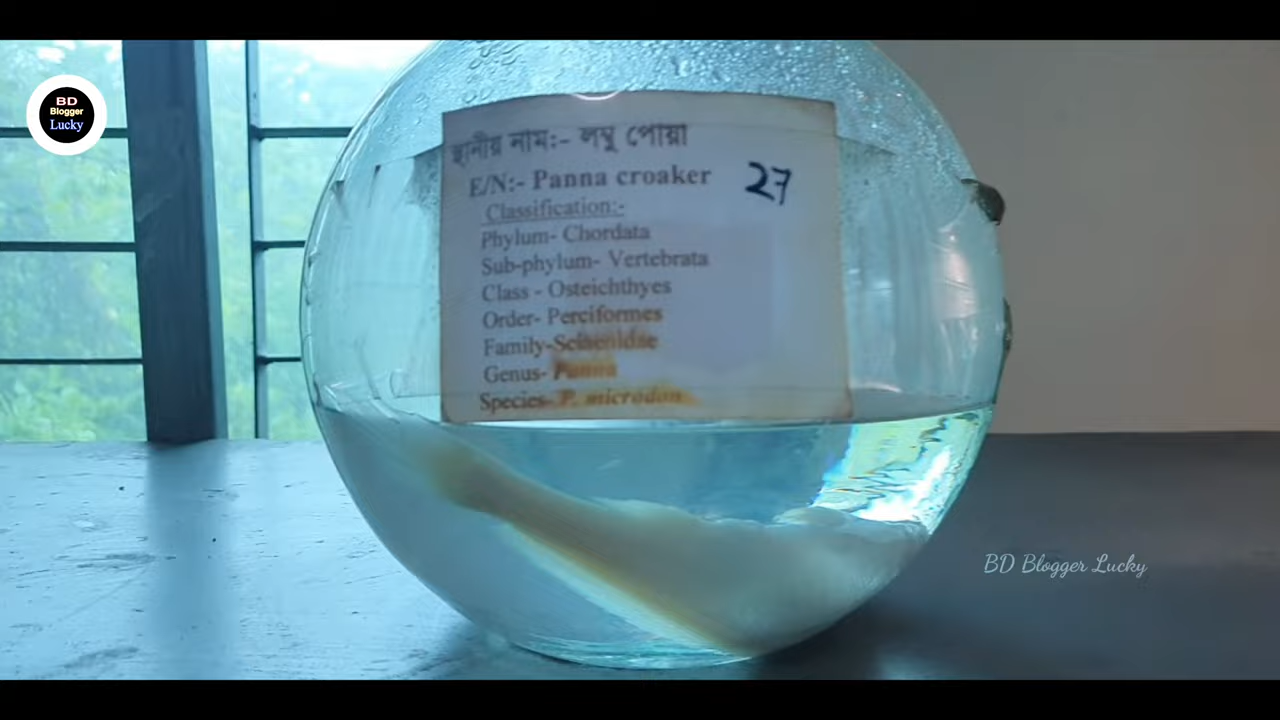 BD
Blogger
Lucky
স্থানীয় নাম:- লম্বু পোয়া
E/N:- Panna croaker
27
Classification:-
Phylum- Chordata
Sub-phylum- Vertebrata
Class - Osteichthyes
Order- Perciformes
Family-Sciaenidae
Genus- Panna
Species- P. microdon
BD Blogger Lucky